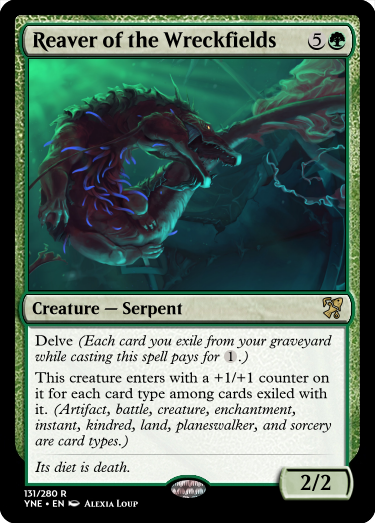 Reaver of the Wreckfields 5
Creature — Serpent
Delve (Each card you exile from your graveyard
while casting this spell pays for 1.)
This creature enters with a +1/+1 counter on
it for each card type among cards exiled with
it. (Artifact, battle, creature, enchantment,
instant, kindred, land, planeswalker, and sorcery
are card types.)
Its diet is death.
2/2
131/280 R
YNE • EN Alexia Loup